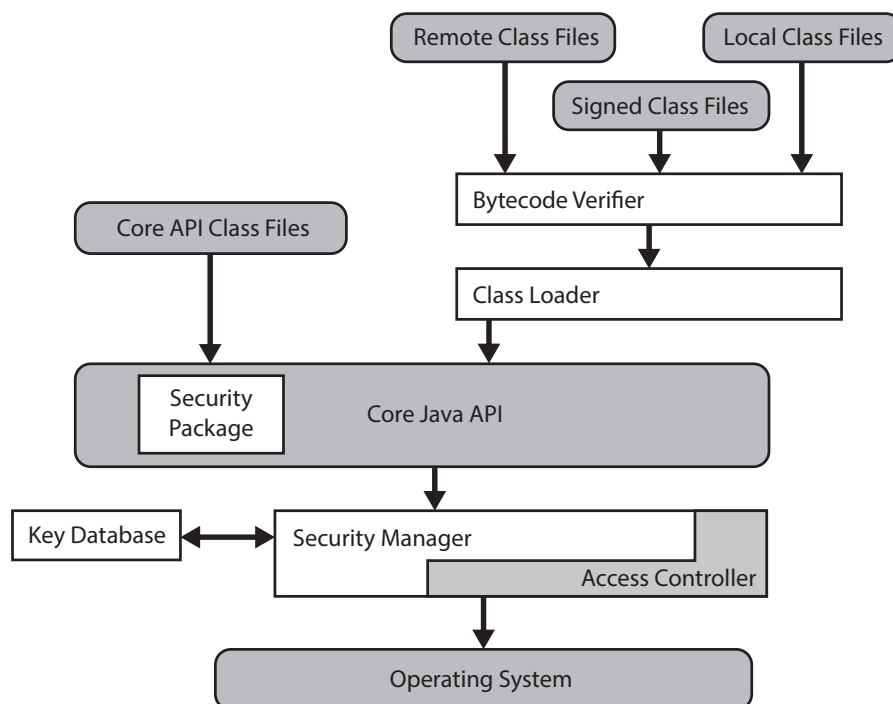 Remote Class Files
Local Class Files
Signed Class Files
Bytecode Verifier
Core API Class Files
Class Loader
Security
Package
Core Java API
Key Database
Security Manager
Access Controller
Operating System